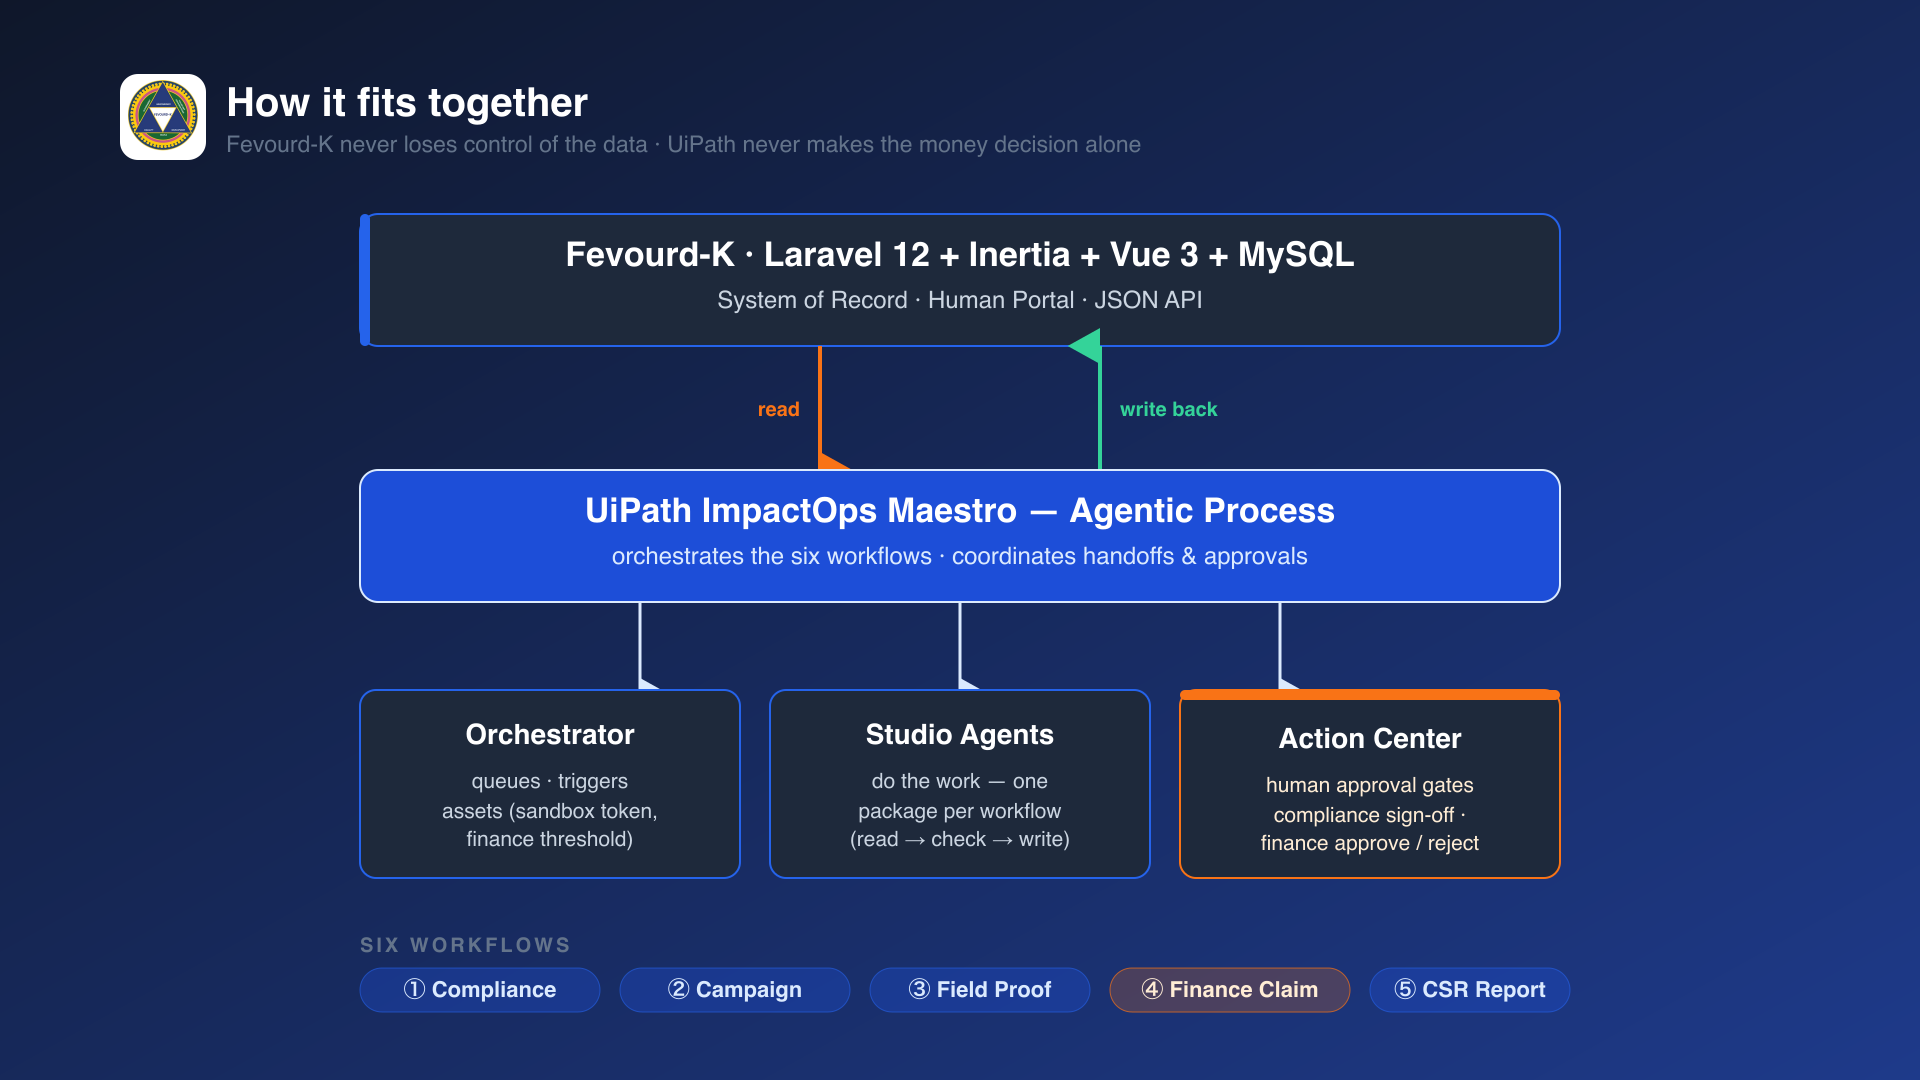 How it fits together
Fevourd-K never loses control of the data · UiPath never makes the money decision alone
Fevourd-K · Laravel 12 + Inertia + Vue 3 + MySQL
System of Record · Human Portal · JSON API
read
write back
UiPath ImpactOps Maestro — Agentic Process
orchestrates the six workflows · coordinates handoffs & approvals
Orchestrator
queues · triggers
assets (sandbox token,
finance threshold)
Studio Agents
do the work — one
package per workflow
(read → check → write)
Action Center
human approval gates
compliance sign-off ·
finance approve / reject
SIX WORKFLOWS
① Compliance
② Campaign
③ Field Proof
④ Finance Claim
⑤ CSR Report